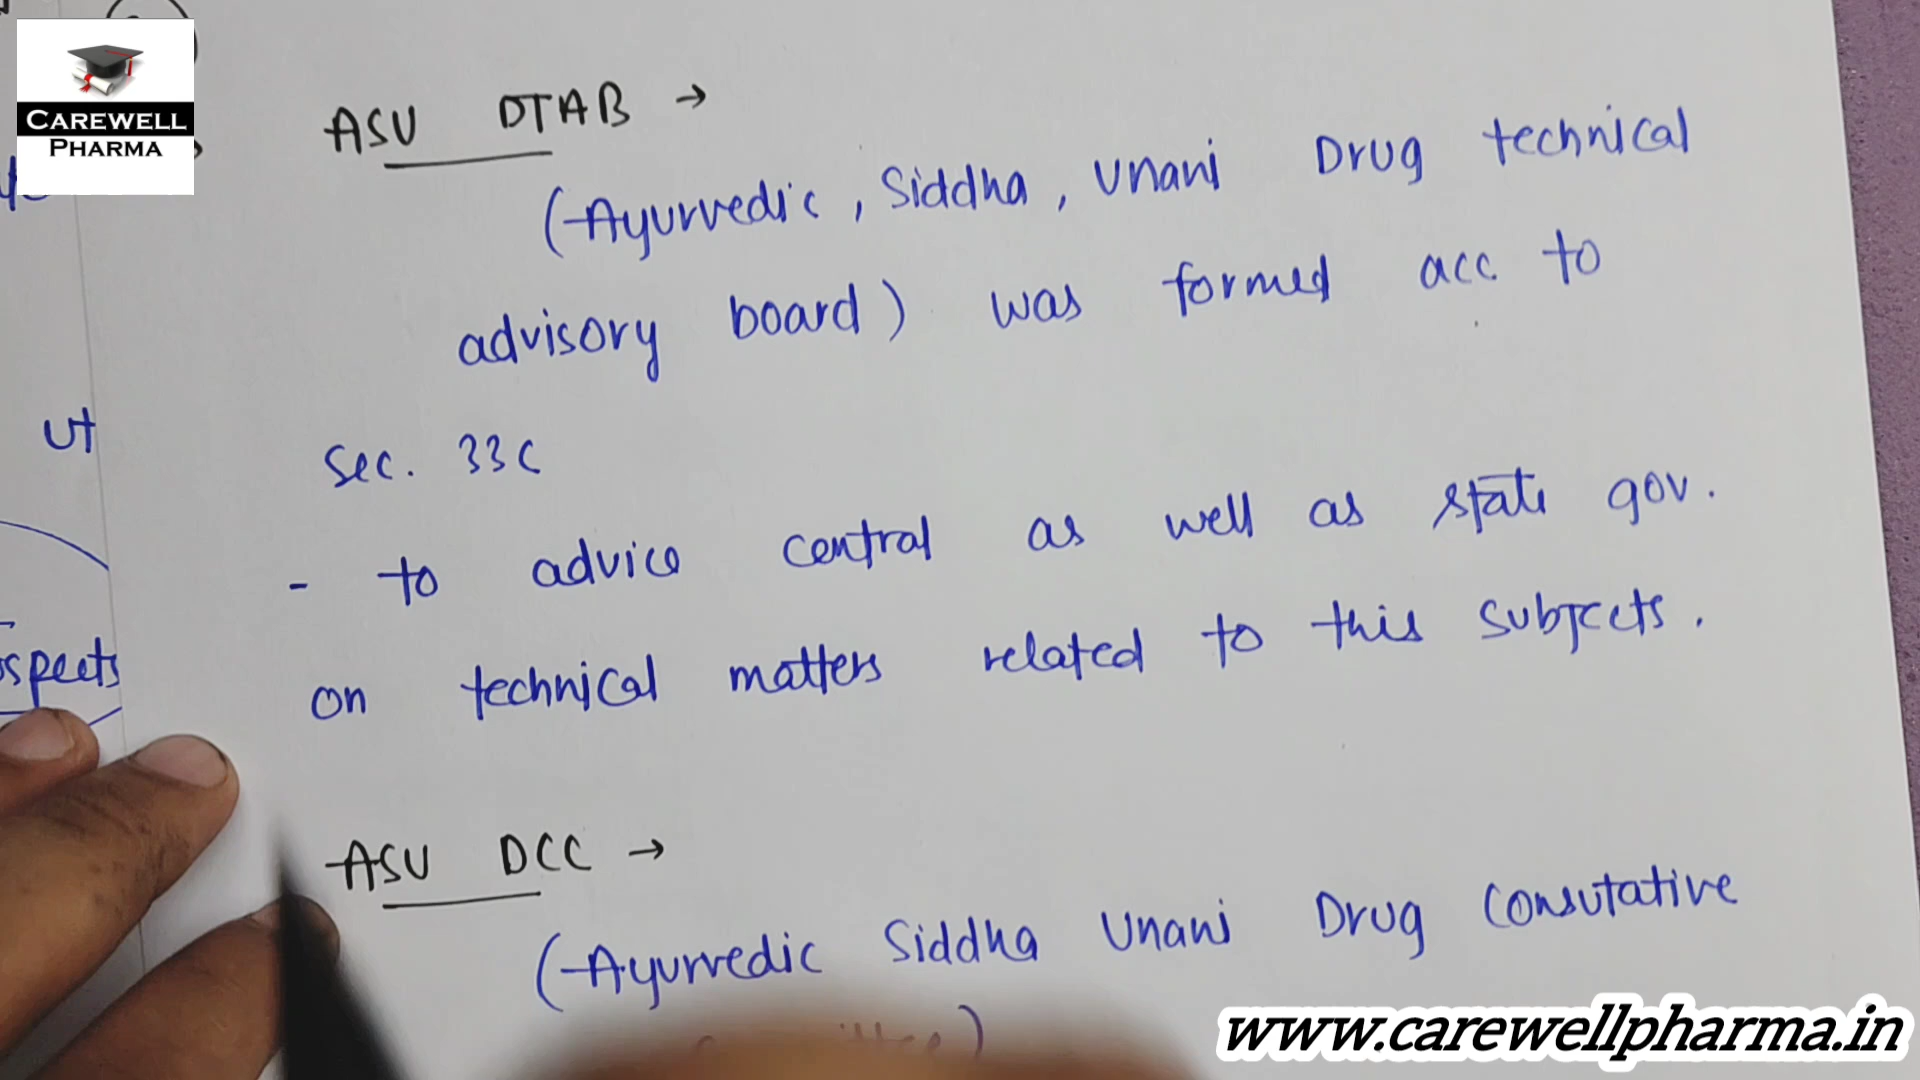 CAREWELL
PHARMA
ASU DTAB →
(Ayurvedic, Siddha, Unani Drug technical
advisory board) was formed acc. to
Sec. 33C
- to advice central as well as state gov.
on technical matters related to this subjects.
ut
spects
ASU DCC →
(Ayurvedic Siddha Unani Drug Consutative
www.carewellpharma.in